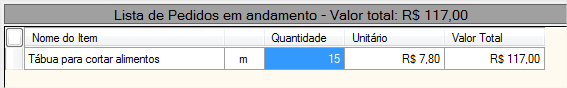 Lista de Pedidos em andamento - Valor total: R$ 117,00
Nome do Item Quantidade Unitário Valor Total
Tábua para cortar alimentos m 15 R$ 7,80 R$ 117,00